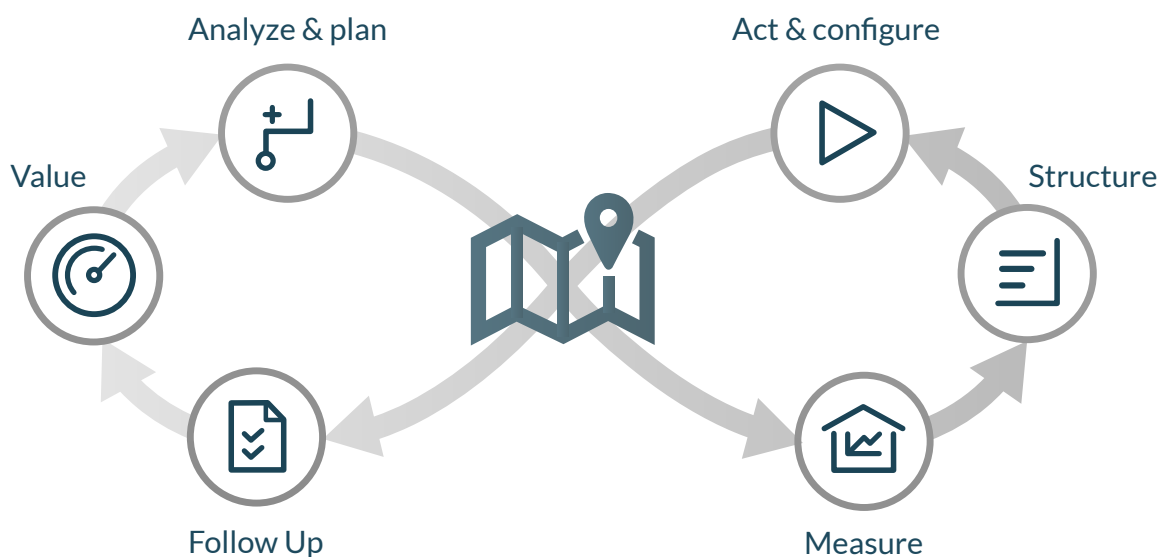 Analyze & plan
Act & configure
Value
Structure
Follow Up
Measure